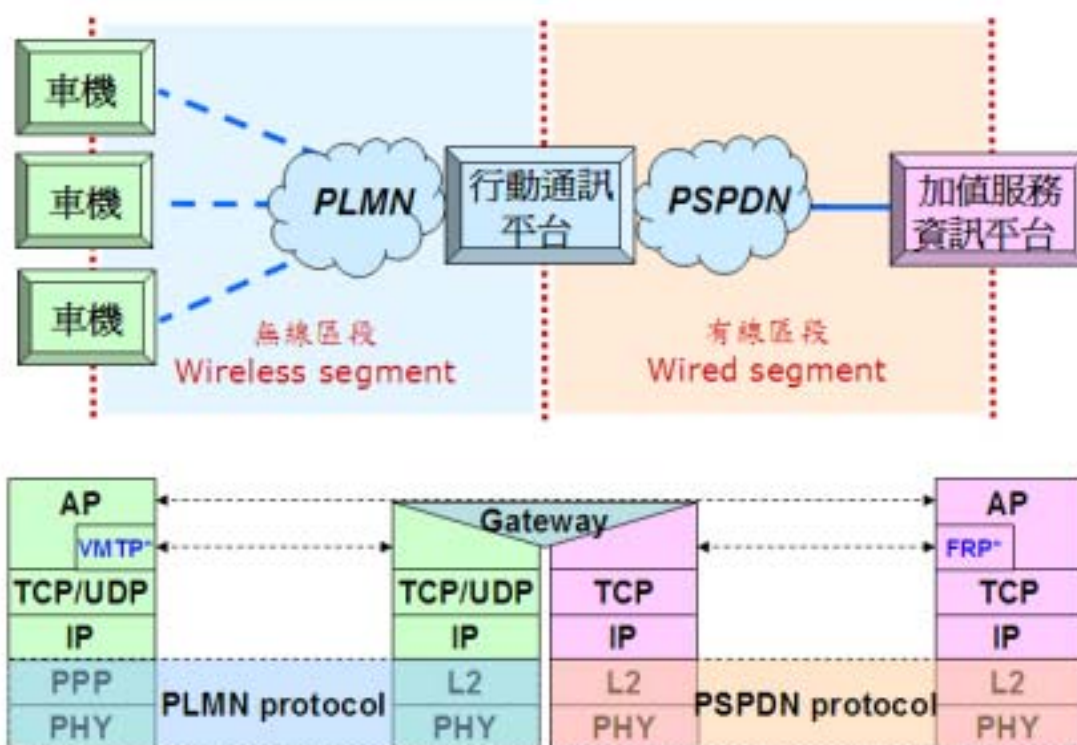 車機
車機
車機
PLMN
行動通訊
平台
PSPDN
加值服務
資訊平台
無線區段
Wireless segment
有線區段
Wired segment
AP
VMTP*
TCP/UDP
IP
PPP
PHY
PLMN protocol
Gateway
TCP/UDP
IP
L2
PHY
TCP
IP
L2
PHY
PSPDN protocol
AP
FRP*
TCP
IP
L2
PHY